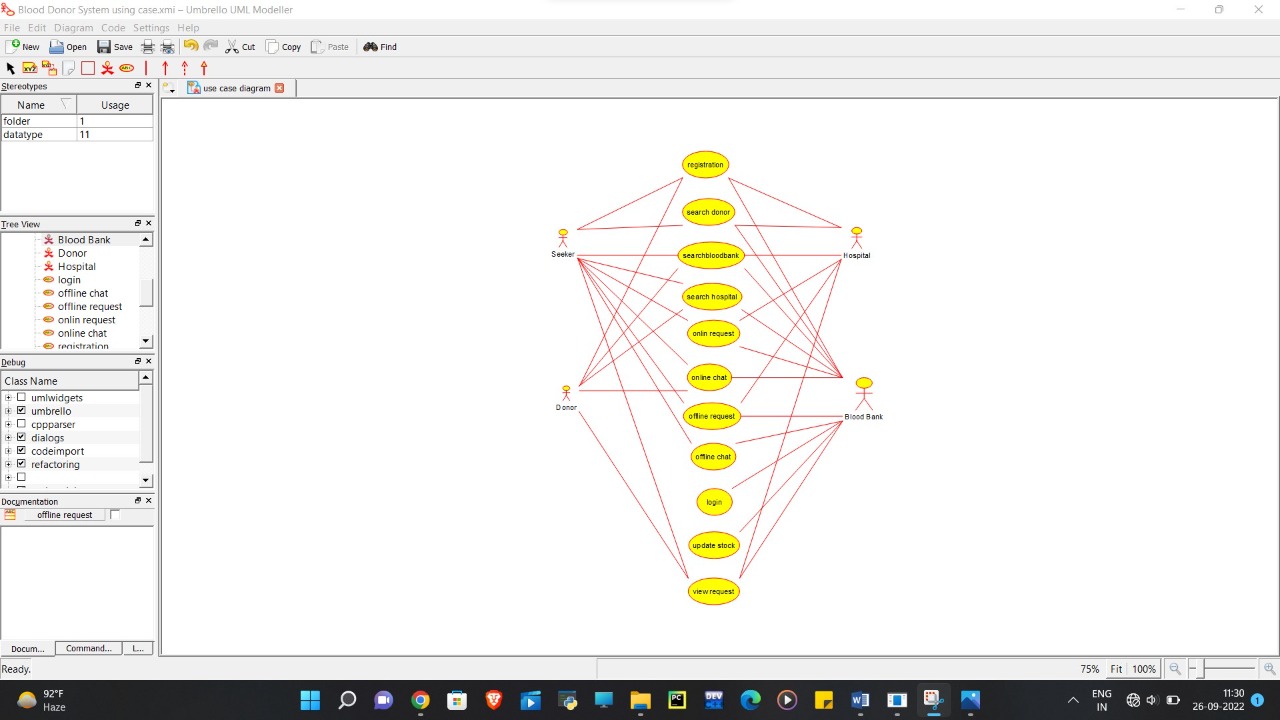 Blood Donor System using case.xmi – Umbrello UML Modeller
File Edit Diagram Code Settings Help
New Open Save Cut Copy Paste Find
Stereotypes
Name Usage
folder 1
datatype 11
Tree View
Blood Bank
Donor
Hospital
login
offline chat
offline request
onlin request
online chat
registration
Debug
Class Name
umlwidgets
umbrello
cppparser
dialogs
codeimport
refactoring
Documentation
offline request
Docum... Command... L...
Ready.
use case diagram
registration
search donor
Seeker
searchbloodbank
Hospital
search hospital
onlin request
online chat
Donor
offline request
Blood Bank
offline chat
login
update stock
view request
75% Fit 100%
92°F
Haze
ENG
IN
11:30
26-09-2022